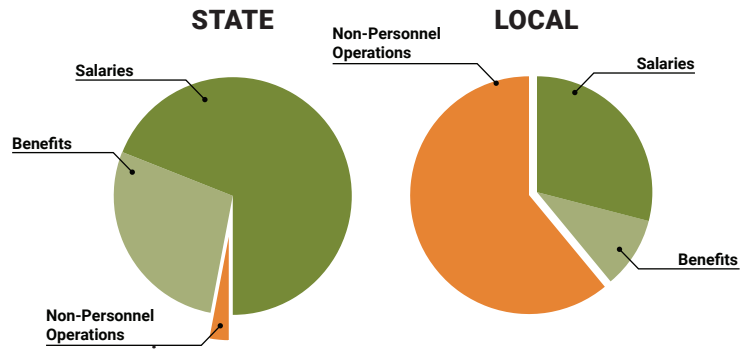 STATE
LOCAL
Salaries
Benefits
Non-Personnel
Operations
Non-Personnel
Operations
Salaries
Benefits